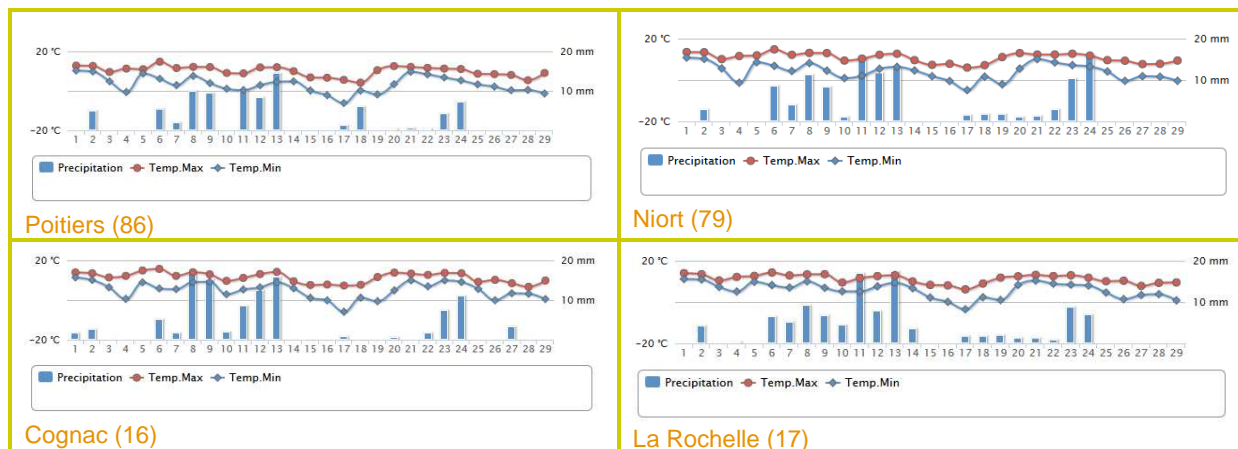 20 °C
20 mm
10 mm
-20 °C
1 2 3 4 5 6 7 8 9 10 11 12 13 14 15 16 17 18 19 20 21 22 23 24 25 26 27 28 29
Precipitation Temp.Max Temp.Min
Poitiers (86)
20 °C
20 mm
10 mm
-20 °C
1 2 3 4 5 6 7 8 9 10 11 12 13 14 15 16 17 18 19 20 21 22 23 24 25 26 27 28 29
Precipitation Temp.Max Temp.Min
Niort (79)
20 °C
20 mm
10 mm
-20 °C
1 2 3 4 5 6 7 8 9 10 11 12 13 14 15 16 17 18 19 20 21 22 23 24 25 26 27 28 29
Precipitation Temp.Max Temp.Min
Cognac (16)
20 °C
20 mm
10 mm
-20 °C
1 2 3 4 5 6 7 8 9 10 11 12 13 14 15 16 17 18 19 20 21 22 23 24 25 26 27 28 29
Precipitation Temp.Max Temp.Min
La Rochelle (17)